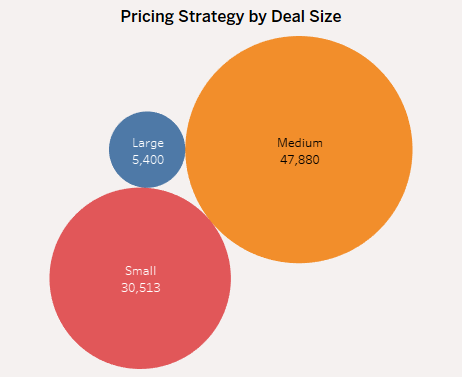 Pricing Strategy by Deal Size
Large
5,400
Medium
47,880
Small
30,513